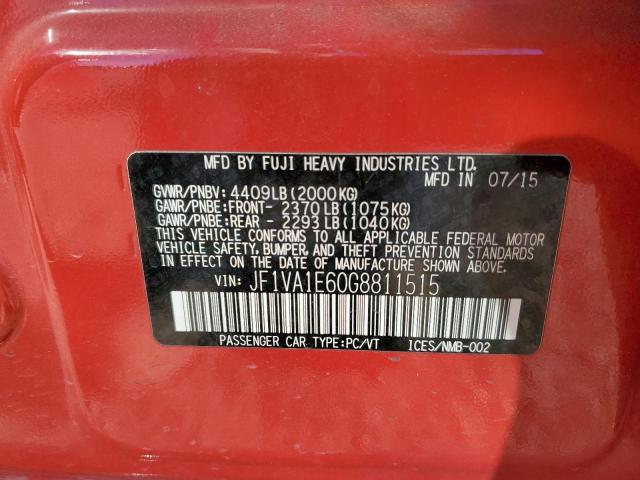 MFD BY FUJI HEAVY INDUSTRIES LTD.
MFD IN 07/15
GVWR/PNBV: 4409LB(2000KG)
GAWR/PNBE:FRONT- 2370LB(1075KG)
GAWR/PNBE:REAR - 2293LB(1040KG)
THIS VEHICLE CONFORMS TO ALL APPLICABLE FEDERAL MOTOR
VEHICLE SAFETY, BUMPER, AND THEFT PREVENTION STANDARDS
IN EFFECT ON THE DATE OF MANUFACTURE SHOWN ABOVE.
VIN: JF1VA1E60G8811515
PASSENGER CAR TYPE:PC/VT ICES/NMB-002